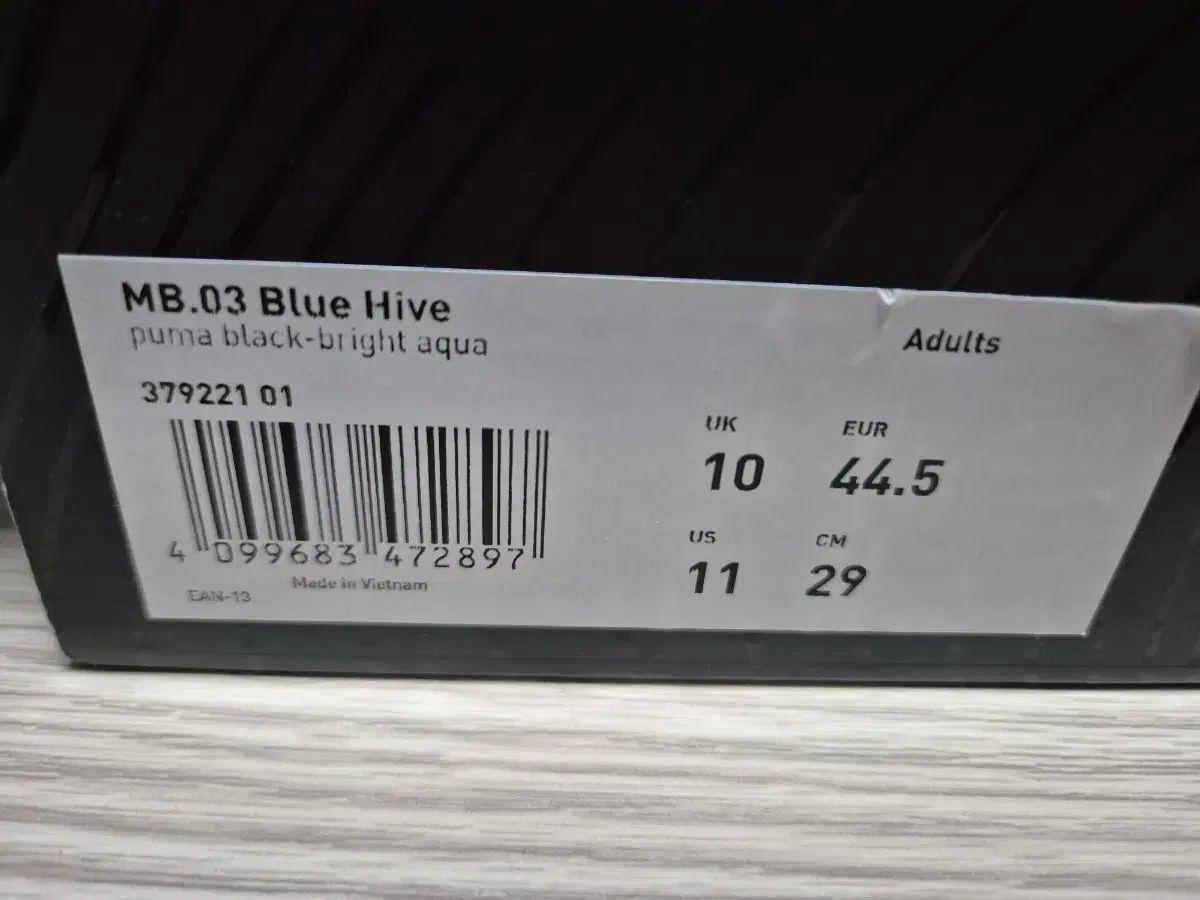 MB.03 Blue Hive
puma black-bright aqua
Adults
379221 01
UK EUR
10 44.5
US CM
11 29
4 099683 472897
Made in Vietnam
EAN-13